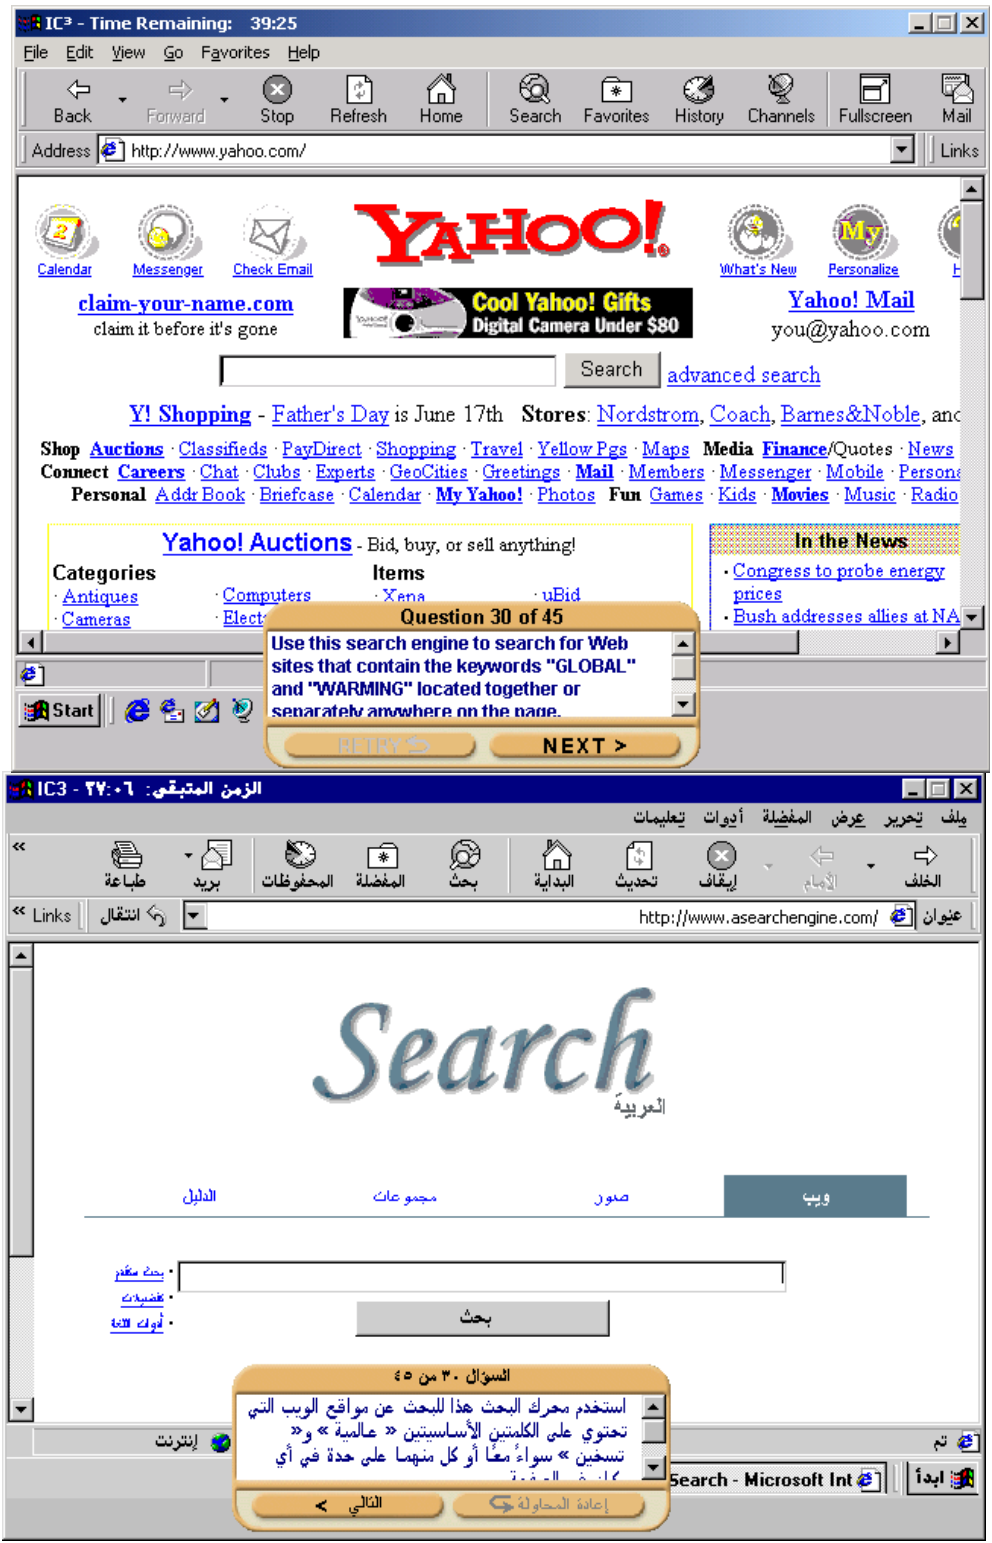 IC³ - Time Remaining: 39:25
File Edit View Go Favorites Help
Back Forward Stop Refresh Home Search Favorites History Channels Fullscreen Mail
Address http://www.yahoo.com/ Links
YAHOO!
Calendar Messenger Check Email What's New Personalize H
claim-your-name.com
claim it before it's gone
Cool Yahoo! Gifts
Digital Camera Under $80
Yahoo! Mail
you@yahoo.com
Search advanced search
Y! Shopping - Father's Day is June 17th Stores: Nordstrom, Coach, Barnes&Noble, and
Shop Auctions · Classifieds · PayDirect · Shopping · Travel · Yellow Pgs · Maps Media Finance/Quotes · News
Connect Careers · Chat · Clubs · Experts · GeoCities · Greetings · Mail · Members · Messenger · Mobile · Persona
Personal Addr Book · Briefcase · Calendar · My Yahoo! · Photos Fun Games · Kids · Movies · Music · Radio
Yahoo! Auctions - Bid, buy, or sell anything!
Categories Items
· Antiques · Computers · Xena · uBid
· Cameras · Elect
In the News
· Congress to probe energy
prices
· Bush addresses allies at NA
Question 30 of 45
Use this search engine to search for Web
sites that contain the keywords "GLOBAL"
and "WARMING" located together or
separately anywhere on the page.
RETRY NEXT >
Start
IC3 - الزمن المتبقي: ٣٧:٠٦
ملف تحرير عرض المفضلة أدوات تعليمات
الخلف الأمام إيقاف تحديث البداية بحث المفضلة المحفوظات بريد طباعة »
عنوان http://www.asearchengine.com/ انتقال Links »
Search
العربية
ويب صور مجموعات الدليل
· بحث متقدم
· تفضيلات
· أدوات اللغة
بحث
السؤال ٣٠ من ٤٥
استخدم محرك البحث هذا للبحث عن مواقع الويب التي
تحتوي على الكلمتين الأساسيتين « عالمية » و«
تسخين » سواءً معًا أو كل منهما على حدة في أي
مكان في الصفحة.
إعادة المحاولة التالي >
تم إنترنت
ابدأ Search - Microsoft Int